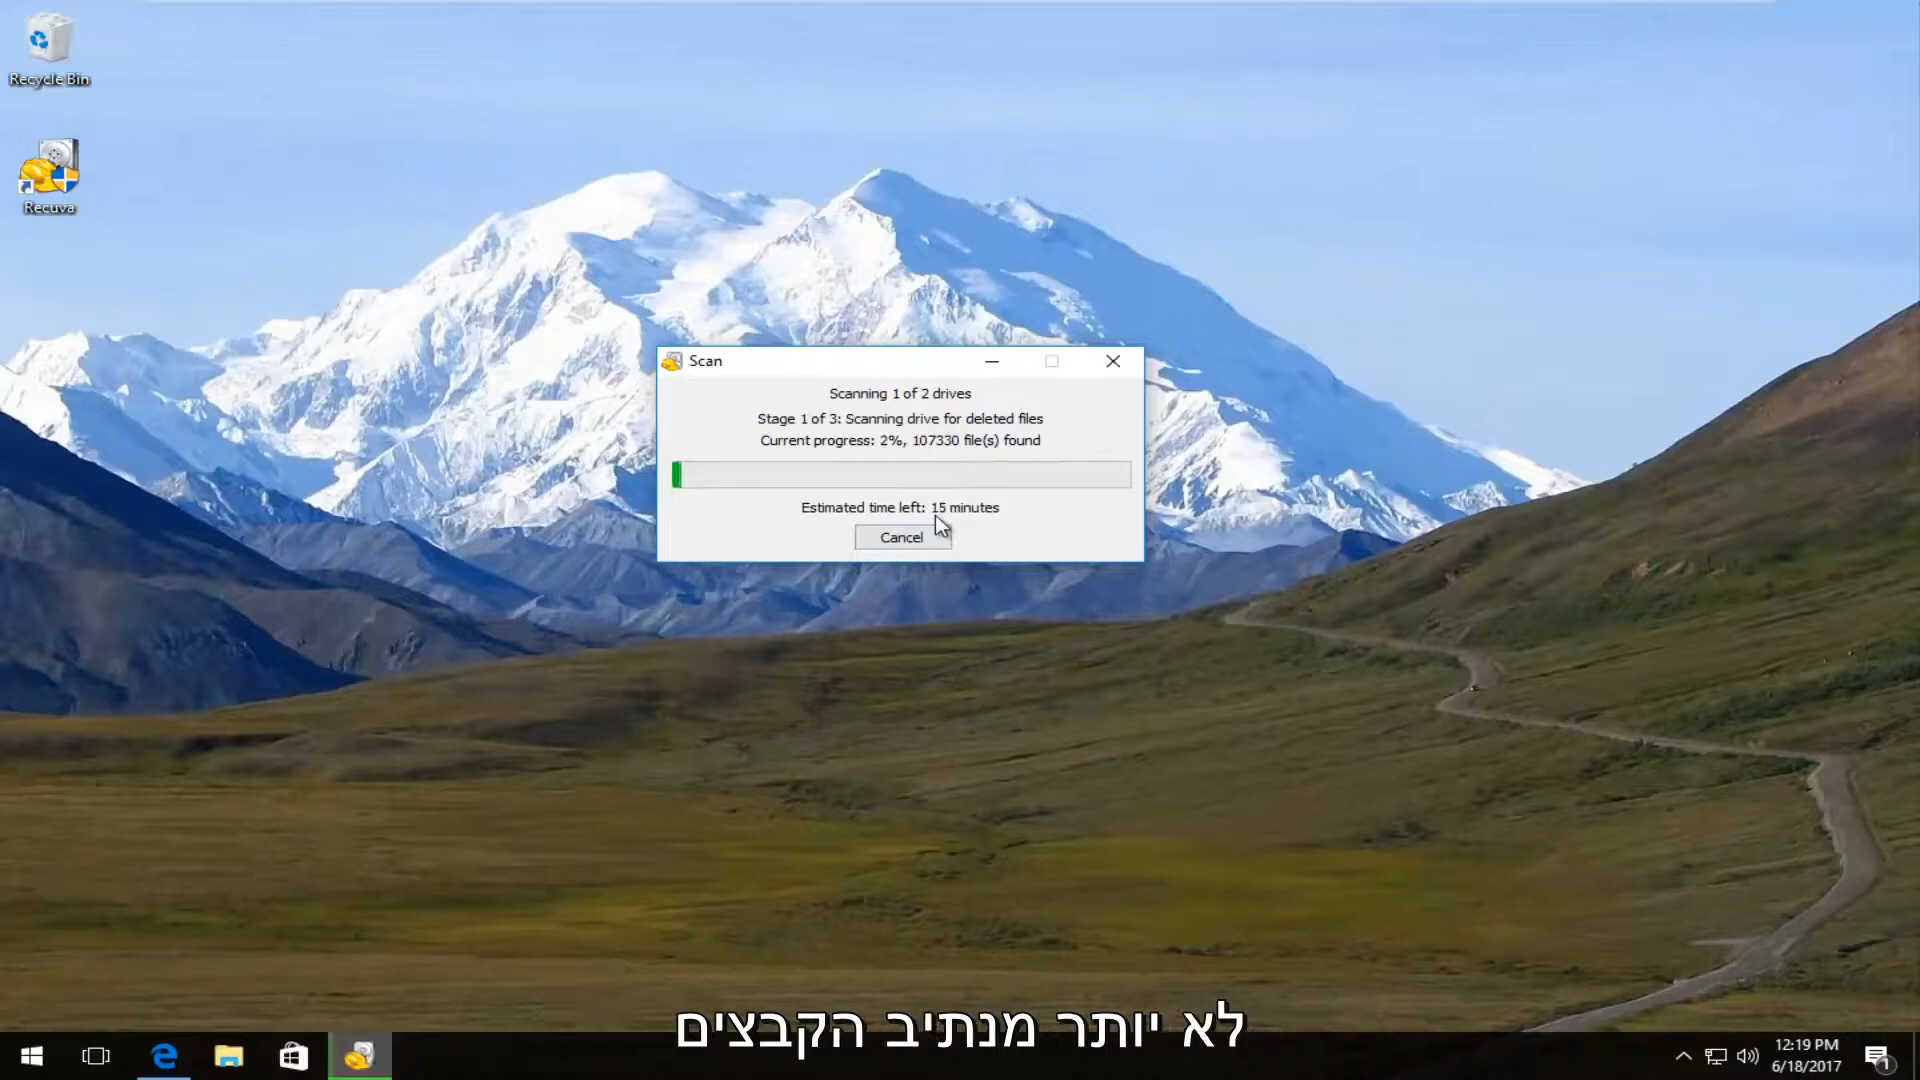 Recycle Bin
Recuva
Scan
Scanning 1 of 2 drives
Stage 1 of 3: Scanning drive for deleted files
Current progress: 2%, 107330 file(s) found
Estimated time left: 15 minutes
Cancel
לא יותר מנתיב הקבצים
12:19 PM
6/18/2017
1